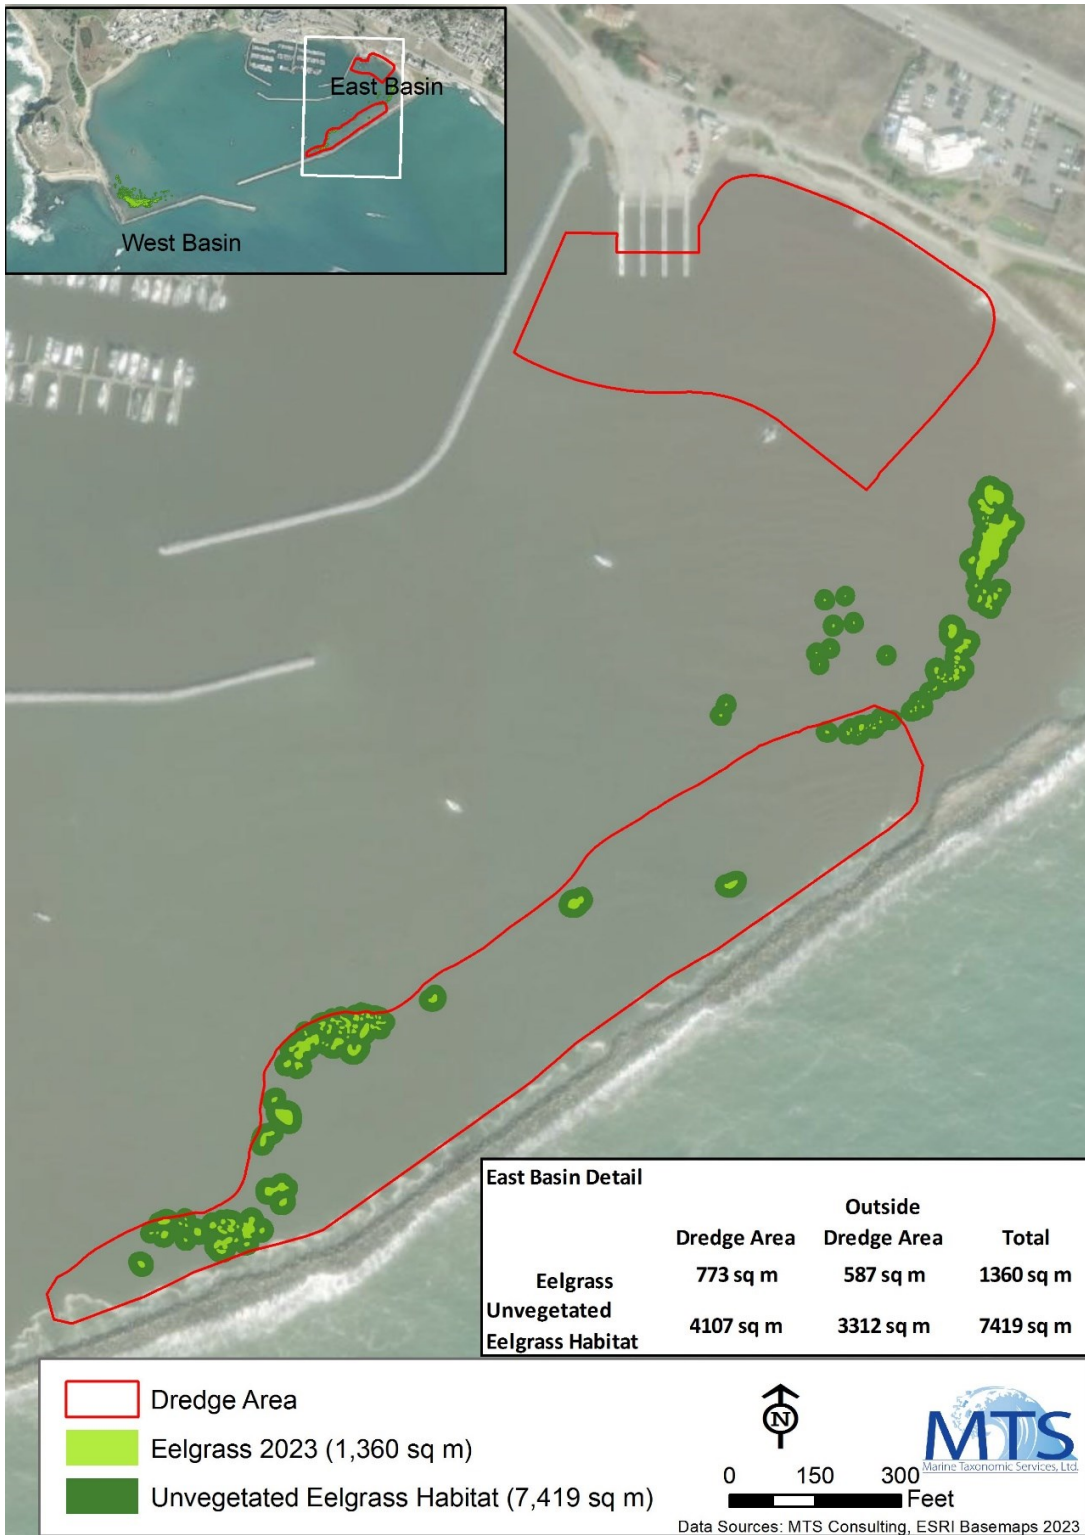 East Basin
West Basin
East Basin Detail
Outside
Dredge Area Dredge Area Total
Eelgrass 773 sq m 587 sq m 1360 sq m
Unvegetated
Eelgrass Habitat 4107 sq m 3312 sq m 7419 sq m
Dredge Area
Eelgrass 2023 (1,360 sq m)
Unvegetated Eelgrass Habitat (7,419 sq m)
N
0 150 300
Feet
MTS
Marine Taxonomic Services, Ltd.
Data Sources: MTS Consulting, ESRI Basemaps 2023